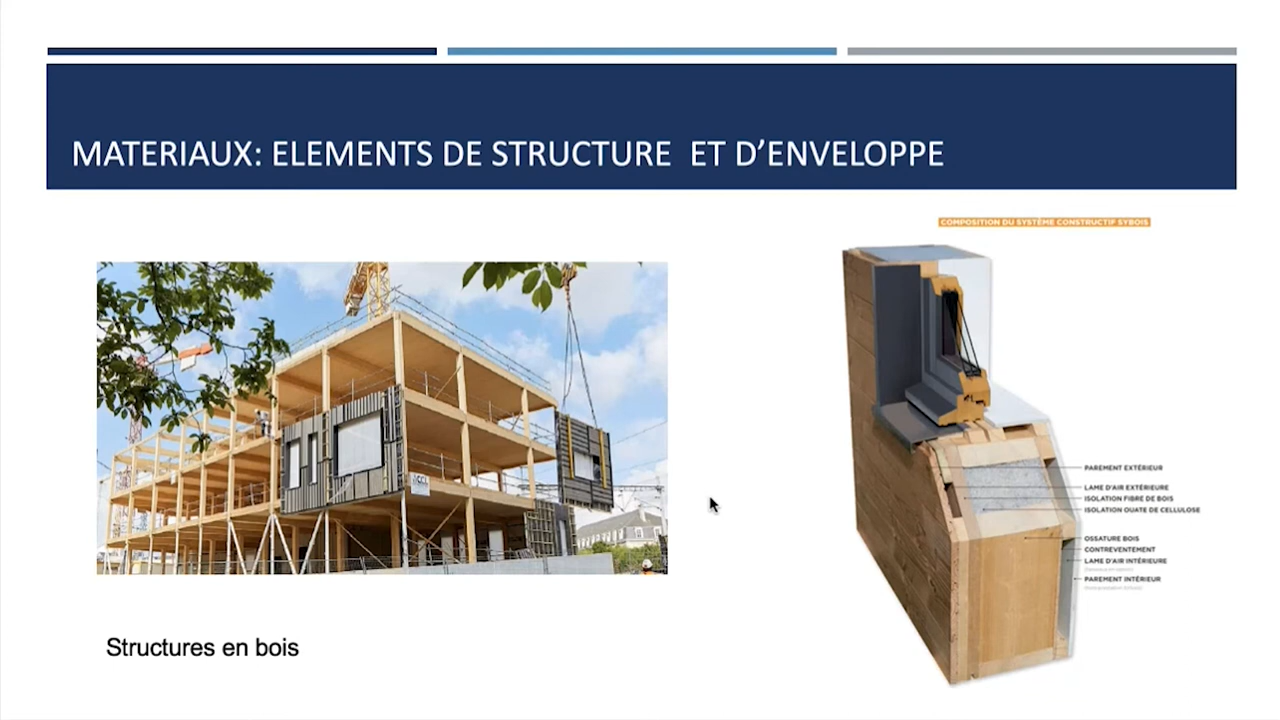 MATERIAUX: ELEMENTS DE STRUCTURE ET D’ENVELOPPE
COMPOSITION DU SYSTÈME CONSTRUCTIF SYBOIS
PAREMENT EXTÉRIEUR
LAME D'AIR EXTÉRIEURE
ISOLATION FIBRE DE BOIS
ISOLATION OUATE DE CELLULOSE
OSSATURE BOIS
CONTREVENTEMENT
LAME D'AIR INTÉRIEURE
PAREMENT INTÉRIEUR
Structures en bois